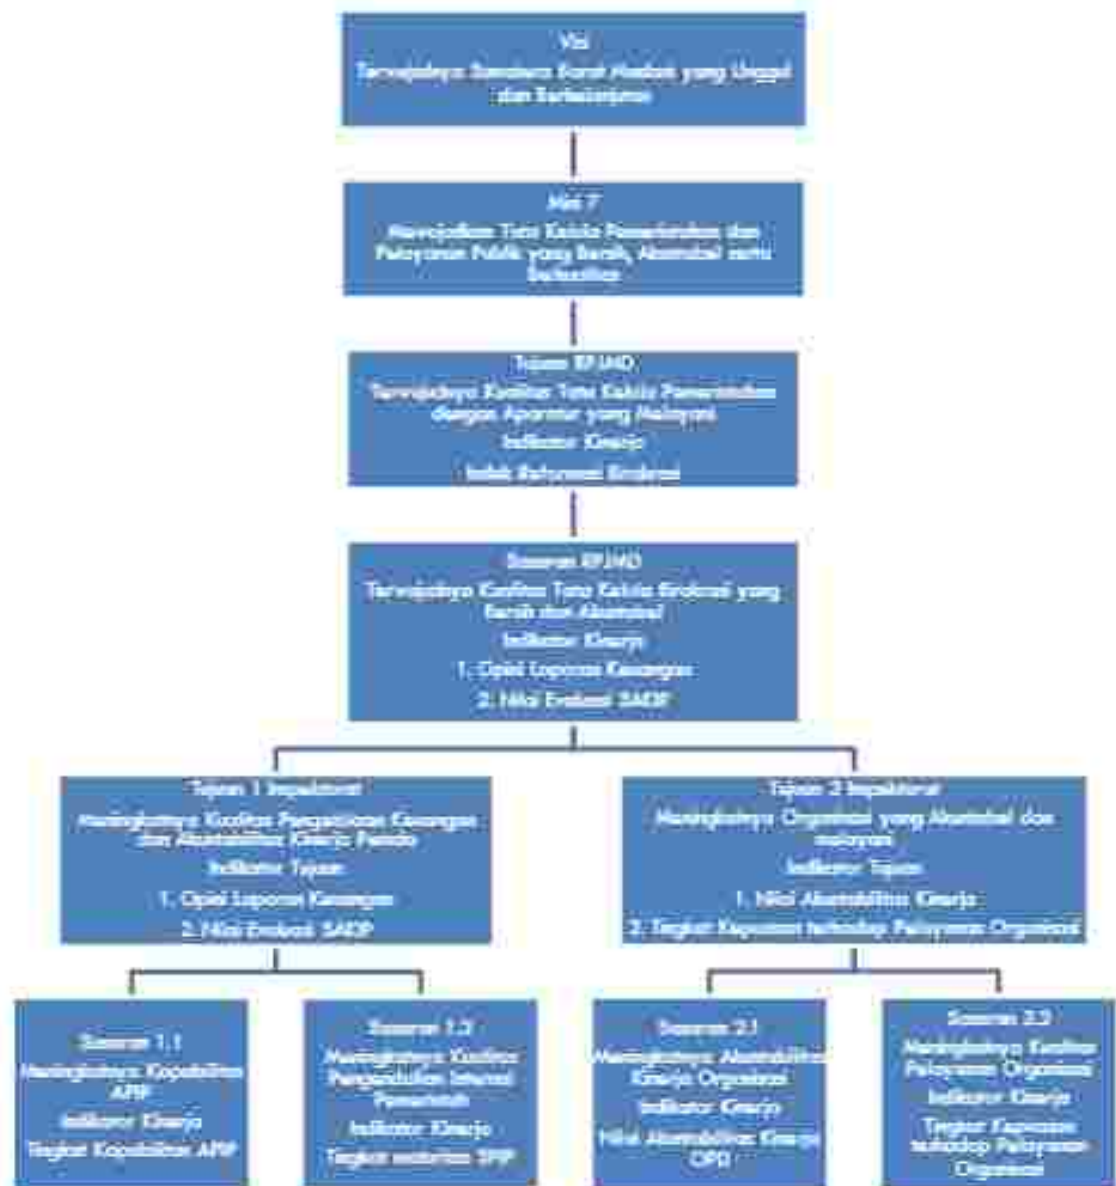 Visi
Terwujudnya Sumatera Barat Madani yang Unggul
dan Berkelanjutan
Misi 7
Mewujudkan Tata Kelola Pemerintahan dan
Pelayanan Publik yang Bersih, Akuntabel serta
Berkualitas
Tujuan RPJMD
Terwujudnya Kualitas Tata Kelola Pemerintahan
dengan Aparatur yang Melayani
Indikator Kinerja
Indek Reformasi Birokrasi
Sasaran RPJMD
Terwujudnya Kualitas Tata Kelola Birokrasi yang
Bersih dan Akuntabel
Indikator Kinerja
1. Opini Laporan Keuangan
2. Nilai Evaluasi SAKIP
Tujuan 1 Inspektorat
Meningkatnya Kualitas Pengelolaan Keuangan
dan Akuntabilitas Kinerja Pemda
Indikator Tujuan
1. Opini Laporan Keuangan
2. Nilai Evaluasi SAKIP
Tujuan 2 Inspektorat
Meningkatnya Organisasi yang Akuntabel dan
melayani
Indikator Tujuan
1. Nilai Akuntabilitas Kinerja
2. Tingkat Kepuasan terhadap Pelayanan Organisasi
Sasaran 1.1
Meningkatnya Kapabilitas
APIP
Indikator Kinerja
Tingkat Kapabilitas APIP
Sasaran 1.2
Meningkatnya Kualitas
Pengendalian Internal
Pemerintah
Indikator Kinerja
Tingkat maturitas SPIP
Sasaran 2.1
Meningkatnya Akuntabilitas
Kinerja Organisasi
Indikator Kinerja
Nilai Akuntabilitas Kinerja
OPD
Sasaran 2.2
Meningkatnya Kualitas
Pelayanan Organisasi
Indikator Kinerja
Tingkat Kepuasan
terhadap Pelayanan
Organisasi